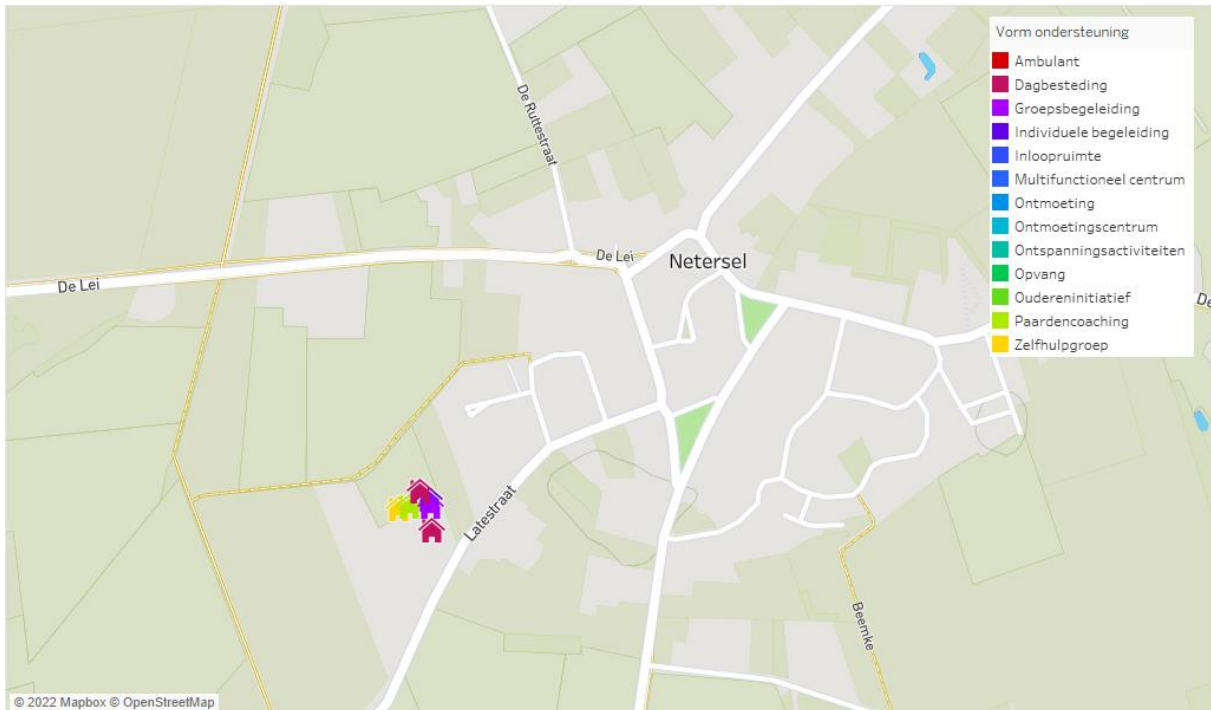 Vorm ondersteuning
Ambulant
Dagbesteding
Groepsbegeleiding
Individuele begeleiding
Inloopruimte
Multifunctioneel centrum
Ontmoeting
Ontmoetingscentrum
Ontspanningsactiviteiten
Opvang
Oudereninitiatief
Paardencoaching
Zelfhulpgroep
De Ruttestraat
De Lei
Netersel
De Lei
De
Latestraat
Beemke
© 2022 Mapbox © OpenStreetMap